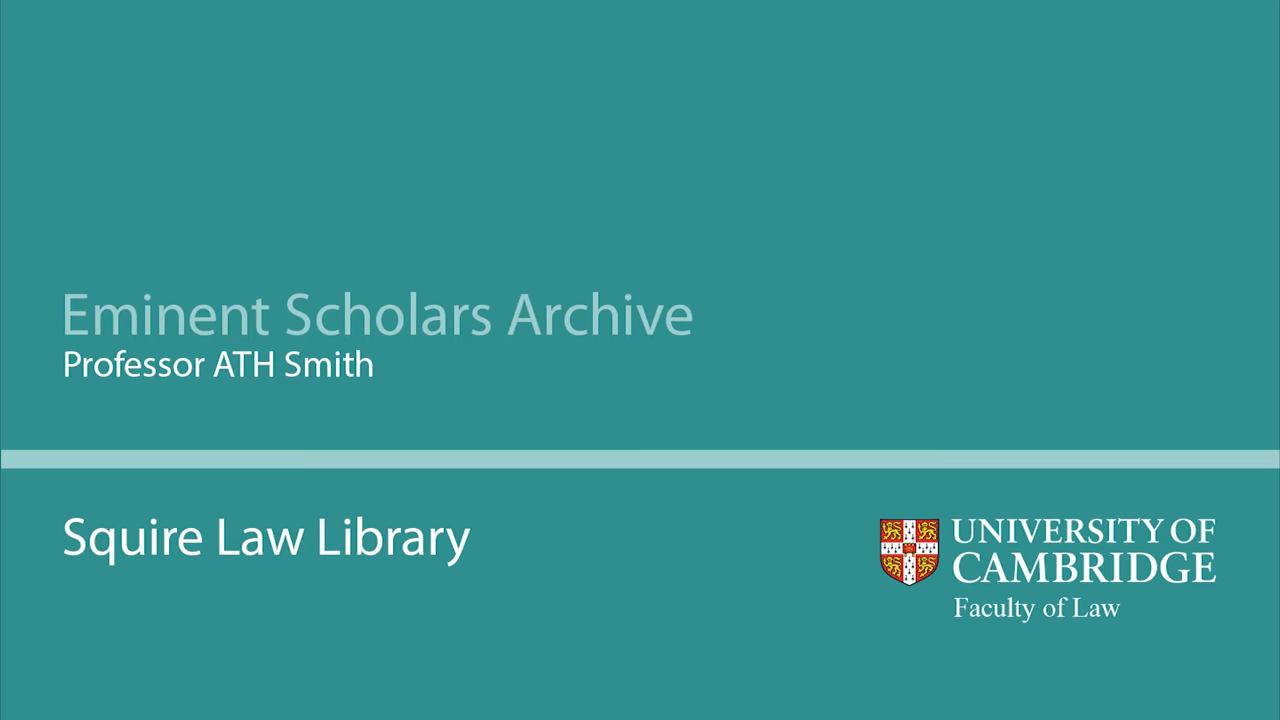 Eminent Scholars Archive
Professor ATH Smith
Squire Law Library
UNIVERSITY OF
CAMBRIDGE
Faculty of Law